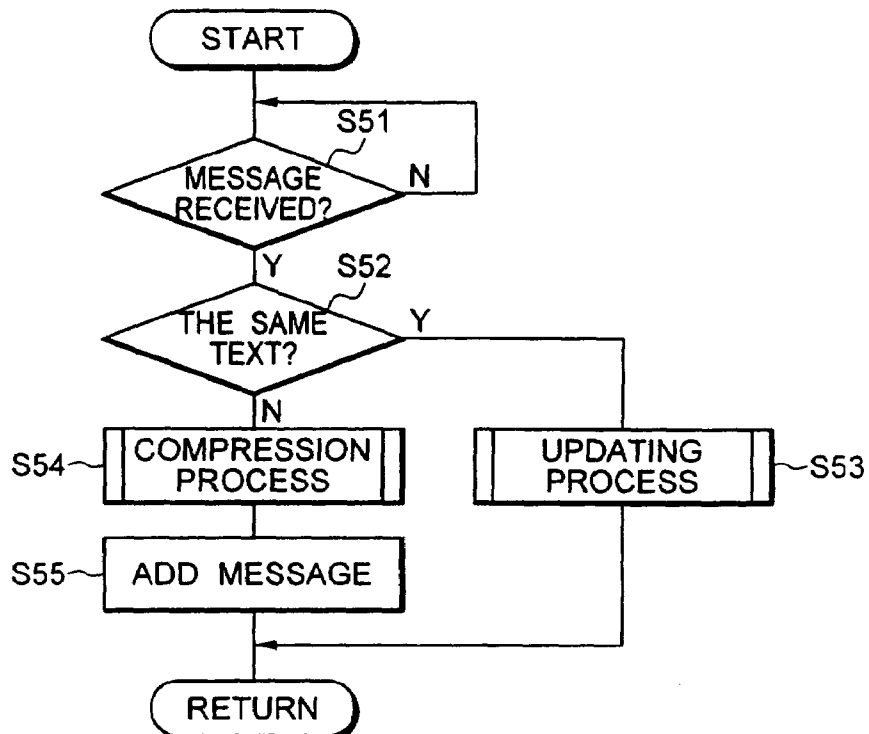 START
S51
MESSAGE
RECEIVED?
N
Y
S52
THE SAME
TEXT?
Y
N
S54
COMPRESSION
PROCESS
UPDATING
PROCESS
S53
S55
ADD MESSAGE
RETURN